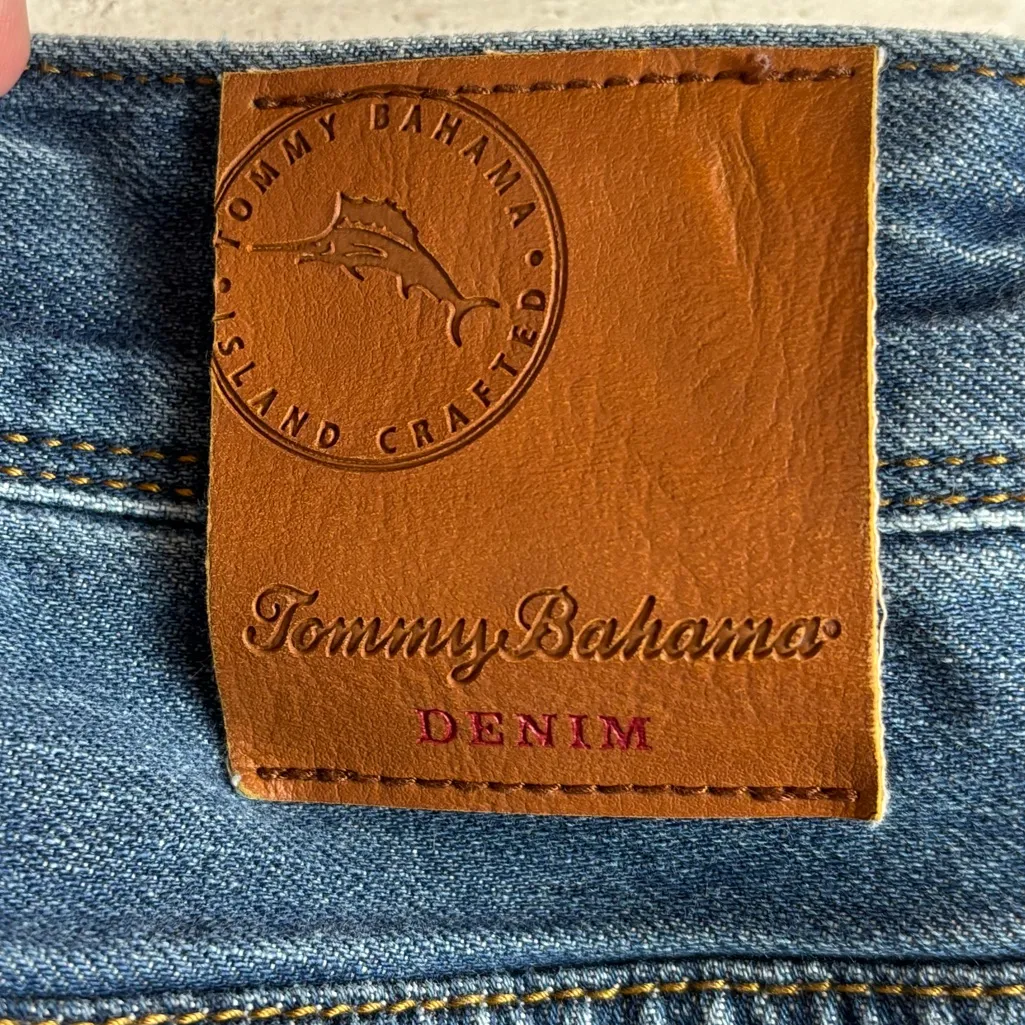 TOMMY BAHAMA
• ISLAND CRAFTED •
Tommy Bahama
DENIM